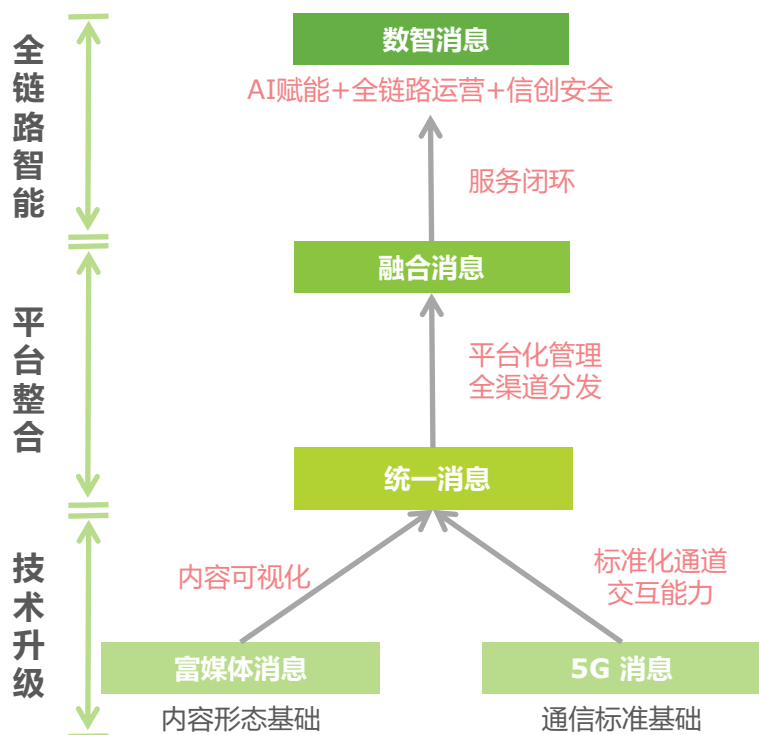 全链路智能
数智消息
AI赋能+全链路运营+信创安全
服务闭环
融合消息
平台整合
平台化管理
全渠道分发
统一消息
技术升级
内容可视化
标准化通道
交互能力
富媒体消息
5G 消息
内容形态基础
通信标准基础